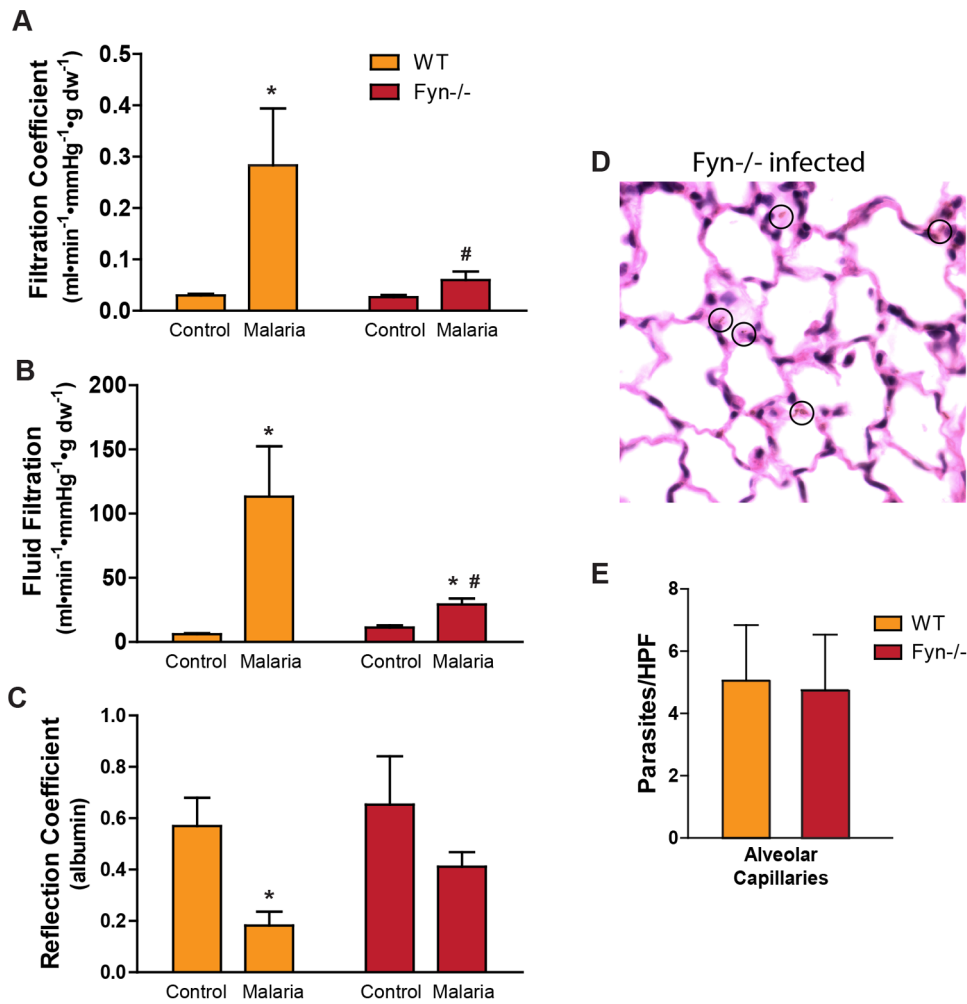 A
Filtration Coefficient
(ml•min⁻¹•mmHg⁻¹•g dw⁻¹)
0.5
0.4
0.3
0.2
0.1
0.0
*
#
WT
Fyn-/-
Control Malaria Control Malaria
B
Fluid Filtration
(ml•min⁻¹•mmHg⁻¹•g dw⁻¹)
200
150
100
50
0
*
* #
Control Malaria Control Malaria
C
Reflection Coefficient
(albumin)
1.0
0.8
0.6
0.4
0.2
0.0
*
Control Malaria Control Malaria
D
Fyn-/- infected
E
Parasites/HPF
8
6
4
2
0
WT
Fyn-/-
Alveolar
Capillaries